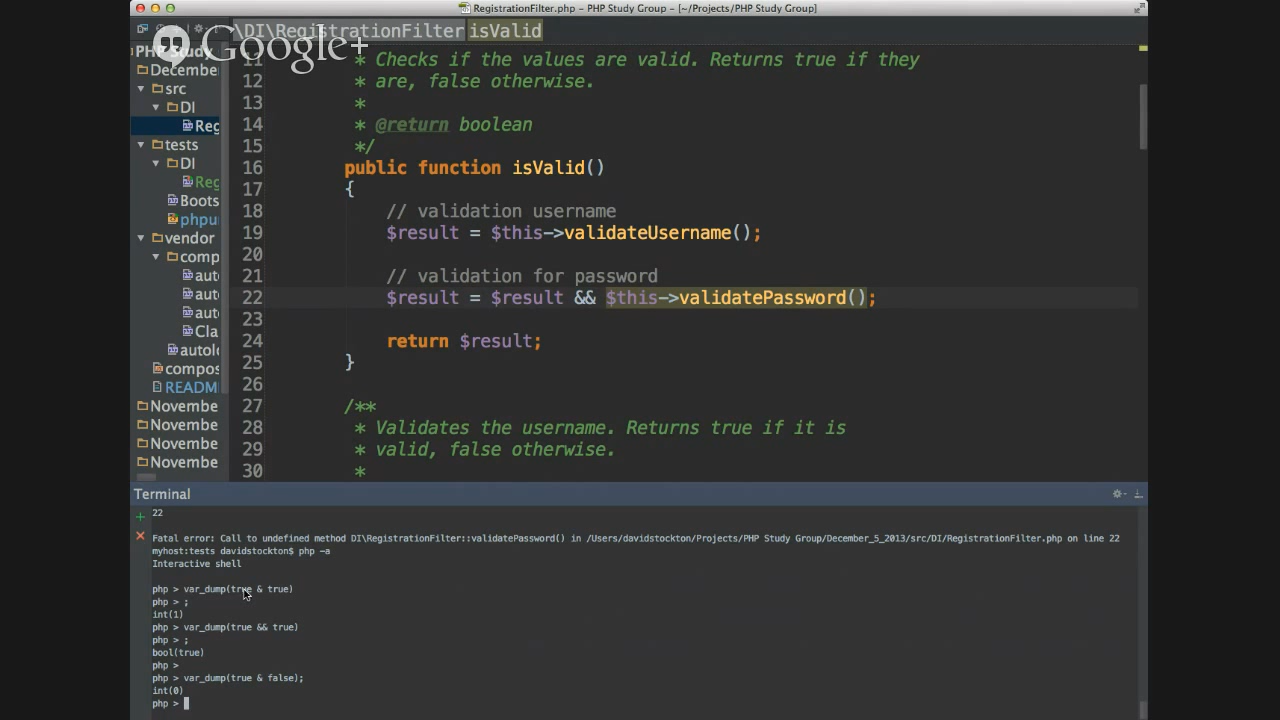 RegistrationFilter.php - PHP Study Group - [~/Projects/PHP Study Group]
Google+
\DI\RegistrationFilter isValid
PHP Study
Decembe
src
DI
Reg
tests
DI
Reg
Boots
phpu
vendor
comp
aut
aut
aut
Cla
autolo
compos
README
Novembe
Novembe
Novembe
Novembe
11 * Checks if the values are valid. Returns true if they
12 * are, false otherwise.
13 *
14 * @return boolean
15 */
16 public function isValid()
17 {
18 // validation username
19 $result = $this->validateUsername();
20
21 // validation for password
22 $result = $result && $this->validatePassword();
23
24 return $result;
25 }
26
27 /**
28 * Validates the username. Returns true if it is
29 * valid, false otherwise.
30 *
Terminal
22
Fatal error: Call to undefined method DI\RegistrationFilter::validatePassword() in /Users/davidstockton/Projects/PHP Study Group/December_5_2013/src/DI/RegistrationFilter.php on line 22
myhost:tests davidstockton$ php -a
Interactive shell
php > var_dump(true & true)
php > ;
int(1)
php > var_dump(true && true)
php > ;
bool(true)
php >
php > var_dump(true & false);
int(0)
php >